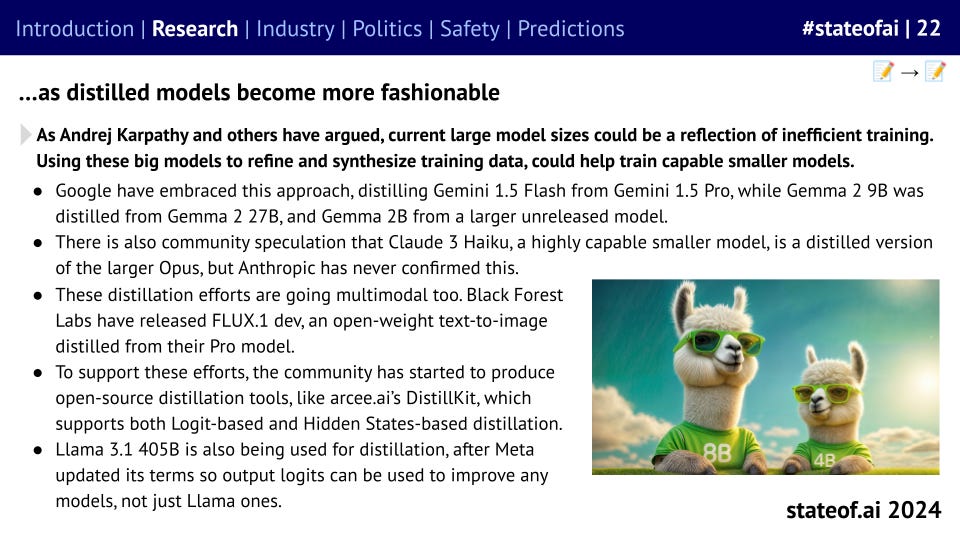 Introduction | Research | Industry | Politics | Safety | Predictions
#stateofai | 22
...as distilled models become more fashionable
As Andrej Karpathy and others have argued, current large model sizes could be a reflection of inefficient training.
Using these big models to refine and synthesize training data, could help train capable smaller models.
● Google have embraced this approach, distilling Gemini 1.5 Flash from Gemini 1.5 Pro, while Gemma 2 9B was
distilled from Gemma 2 27B, and Gemma 2B from a larger unreleased model.
● There is also community speculation that Claude 3 Haiku, a highly capable smaller model, is a distilled version
of the larger Opus, but Anthropic has never confirmed this.
● These distillation efforts are going multimodal too. Black Forest
Labs have released FLUX.1 dev, an open-weight text-to-image
distilled from their Pro model.
● To support these efforts, the community has started to produce
open-source distillation tools, like arcee.ai's DistillKit, which
supports both Logit-based and Hidden States-based distillation.
● Llama 3.1 405B is also being used for distillation, after Meta
updated its terms so output logits can be used to improve any
models, not just Llama ones.
8B
4B
stateof.ai 2024